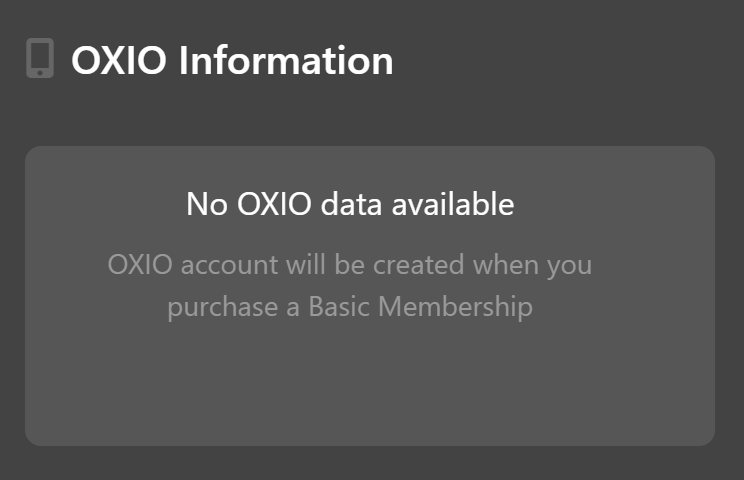 OXIO Information
No OXIO data available
OXIO account will be created when you
purchase a Basic Membership